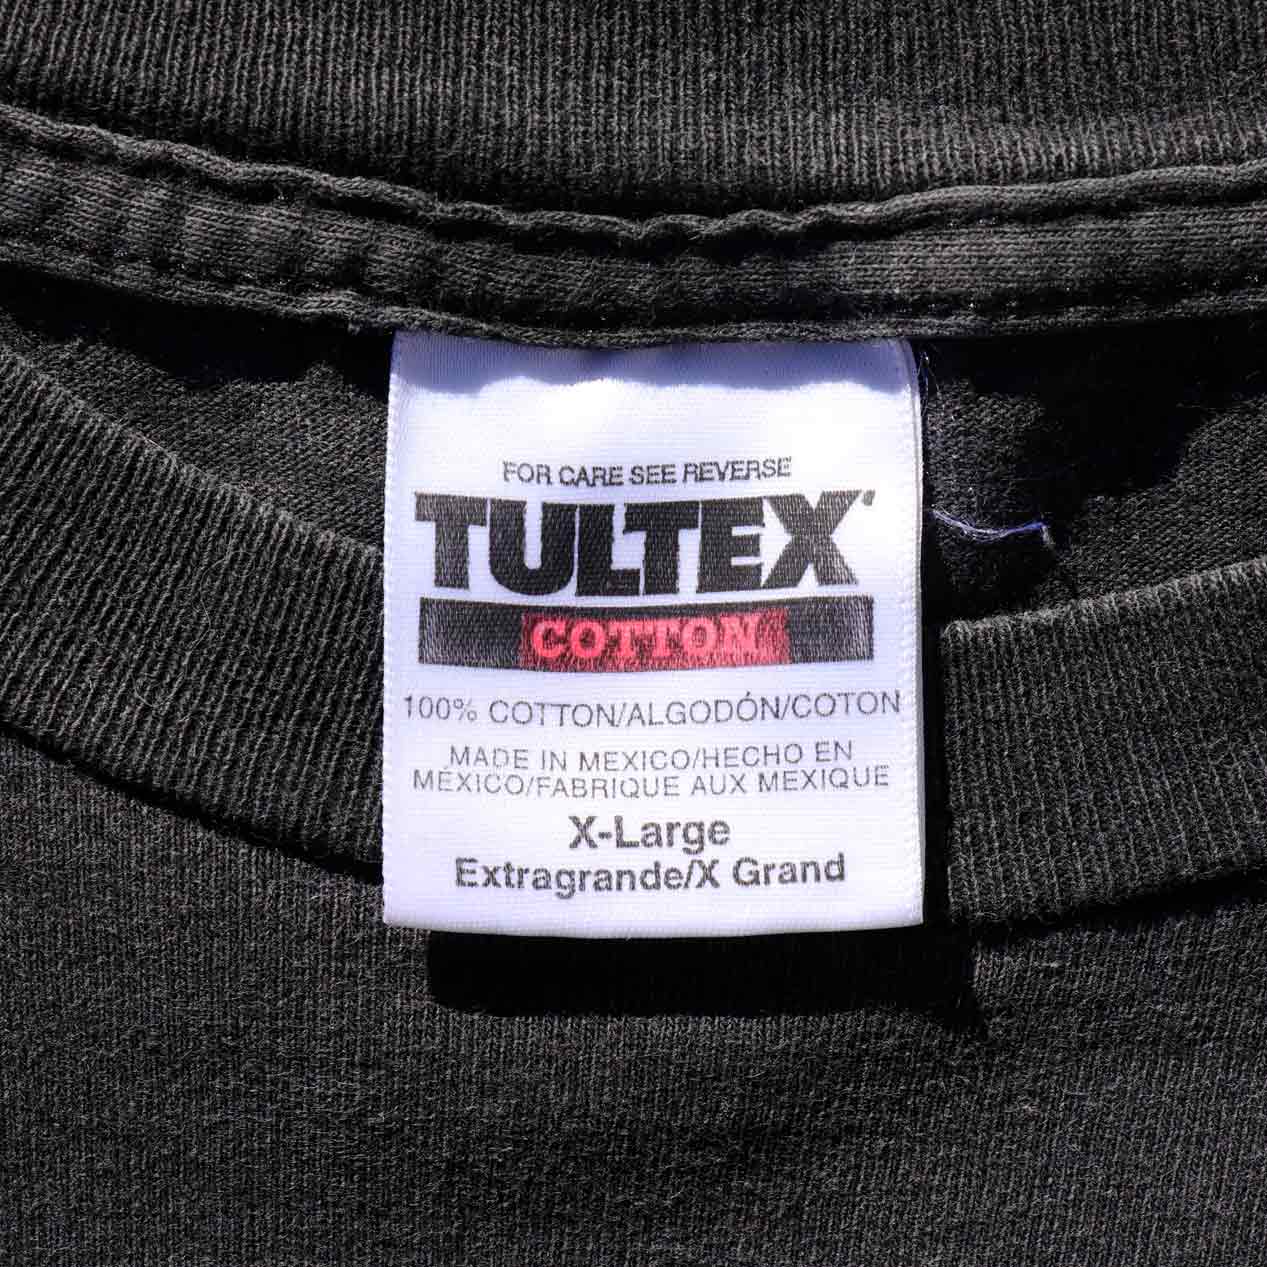 FOR CARE SEE REVERSE
TULTEX
COTTON
100% COTTON/ALGODÓN/COTON
MADE IN MEXICO/HECHO EN
MÉXICO/FABRIQUE AUX MEXIQUE
X-Large
Extragrande/X Grand